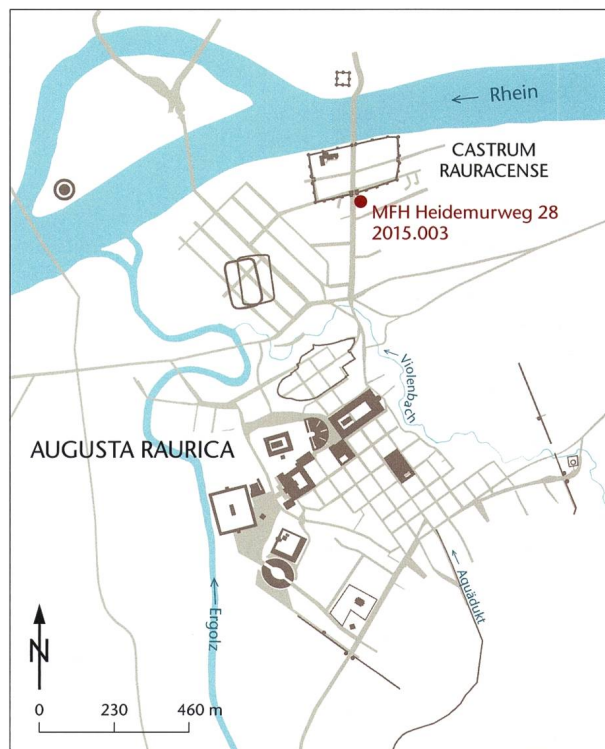 Rhein
CASTRUM
RAURACENSE
MFH Heidemurweg 28
2015.003
Violenbach
AUGUSTA RAURICA
Aquädukt
Ergolz
N
0 230 460 m